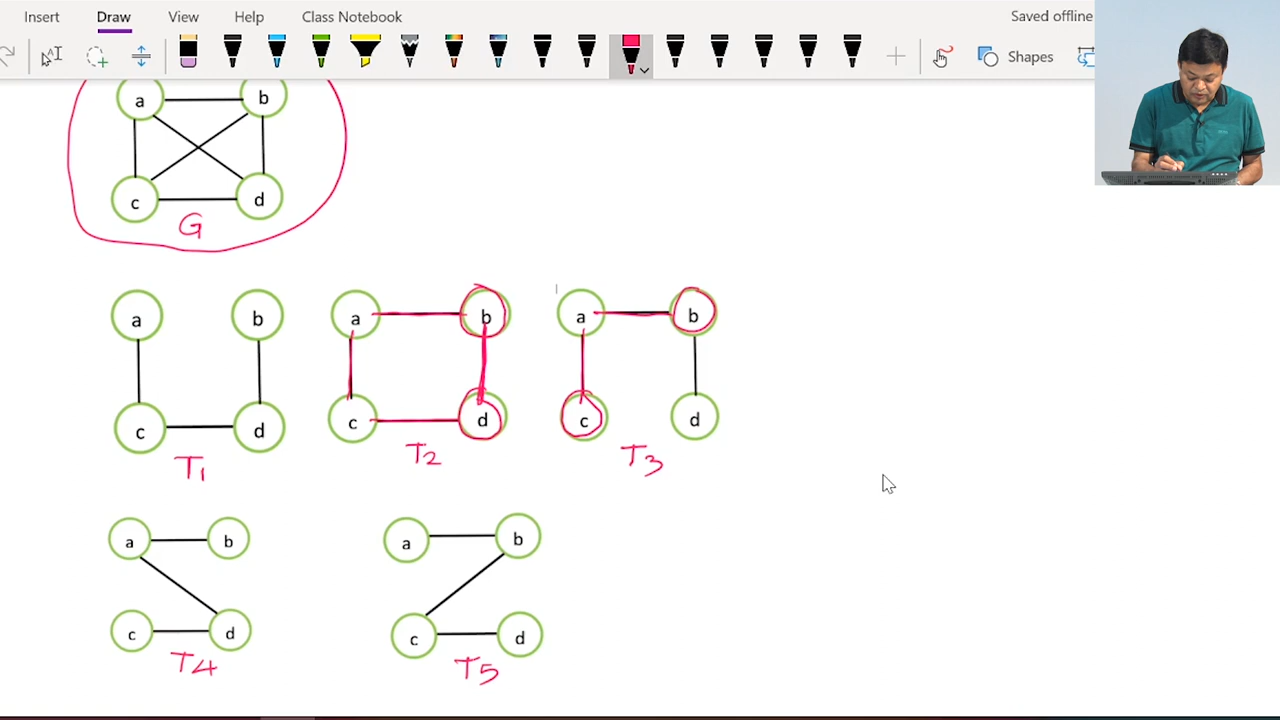 Insert Draw View Help Class Notebook Saved offline
Shapes
a b
c d
G
a b a b a b
c d c d c d
T1 T2 T3
a b a b
c d c d
T4 T5